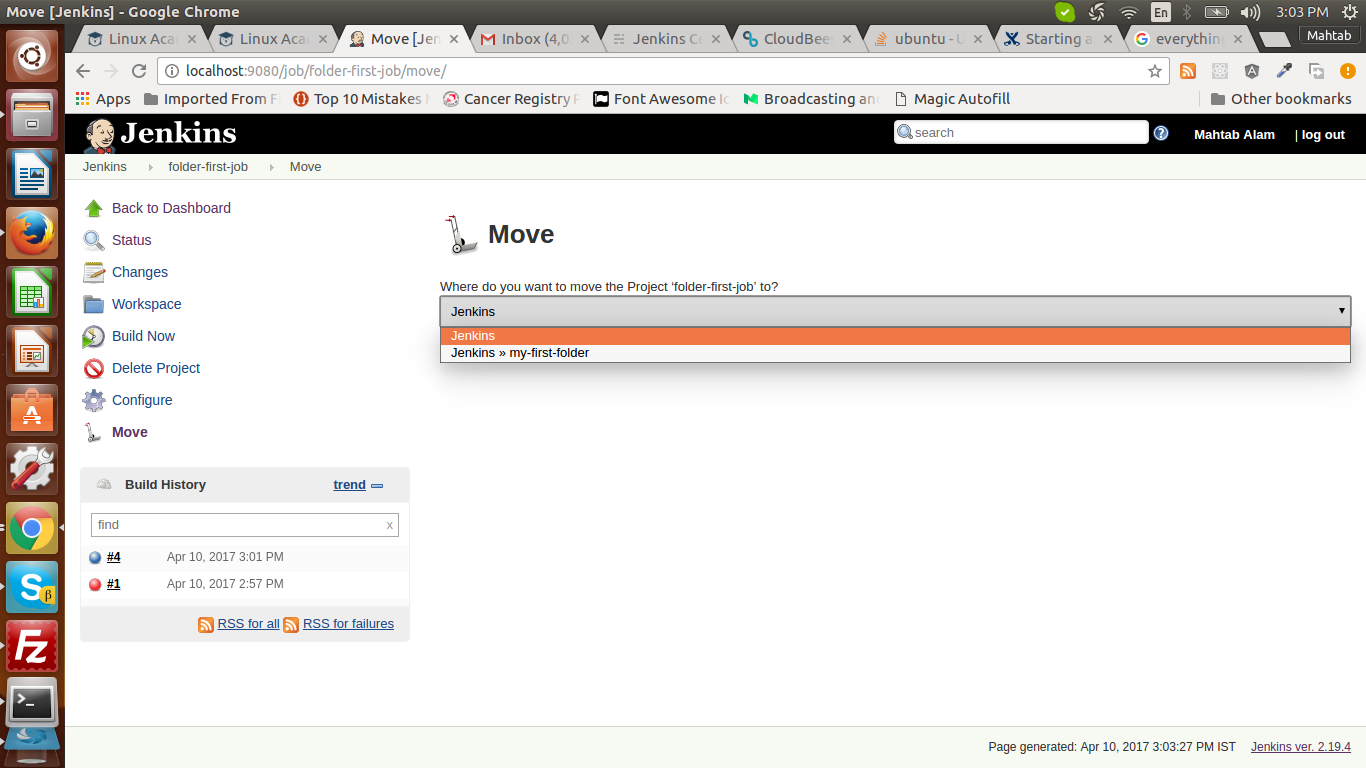 Move [Jenkins] - Google Chrome
En
3:03 PM
Linux Aca
Linux Aca
Move [Jen
Inbox (4,0
Jenkins Ce
CloudBees
ubuntu - U
Starting a
everything
Mahtab
localhost:9080/job/folder-first-job/move/
Apps
Imported From F
Top 10 Mistakes
Cancer Registry
Font Awesome Ic
Broadcasting an
Magic Autofill
Other bookmarks
Jenkins
search
Mahtab Alam
| log out
Jenkins
folder-first-job
Move
Back to Dashboard
Status
Changes
Workspace
Build Now
Delete Project
Configure
Move
Move
Where do you want to move the Project ‘folder-first-job’ to?
Jenkins
Jenkins
Jenkins » my-first-folder
Build History
trend
find
x
#4 Apr 10, 2017 3:01 PM
#1 Apr 10, 2017 2:57 PM
RSS for all RSS for failures
Page generated: Apr 10, 2017 3:03:27 PM IST
Jenkins ver. 2.19.4